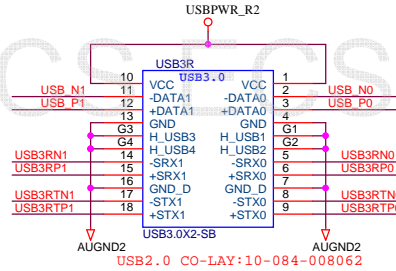 USBPWR_R2
USB3R
10 VCC USB3.0 VCC 1
USB_N1 11 -DATA1 -DATA0 2 USB_N0
USB_P1 12 +DATA1 +DATA0 3 USB_P0
13 GND GND 4
G3 H_USB3 H_USB1 G1
G4 H_USB4 H_USB2 G2
USB3RN1 14 -SRX1 -SRX0 5 USB3RN0
USB3RP1 15 +SRX1 +SRX0 6 USB3RP0
16 GND_D GND_D 7
USB3RTN1 17 -STX1 -STX0 8 USB3RTN0
USB3RTP1 18 +STX1 +STX0 9 USB3RTP0
USB3.0X2-SB
AUGND2 AUGND2
USB2.0 CO-LAY:10-084-008062